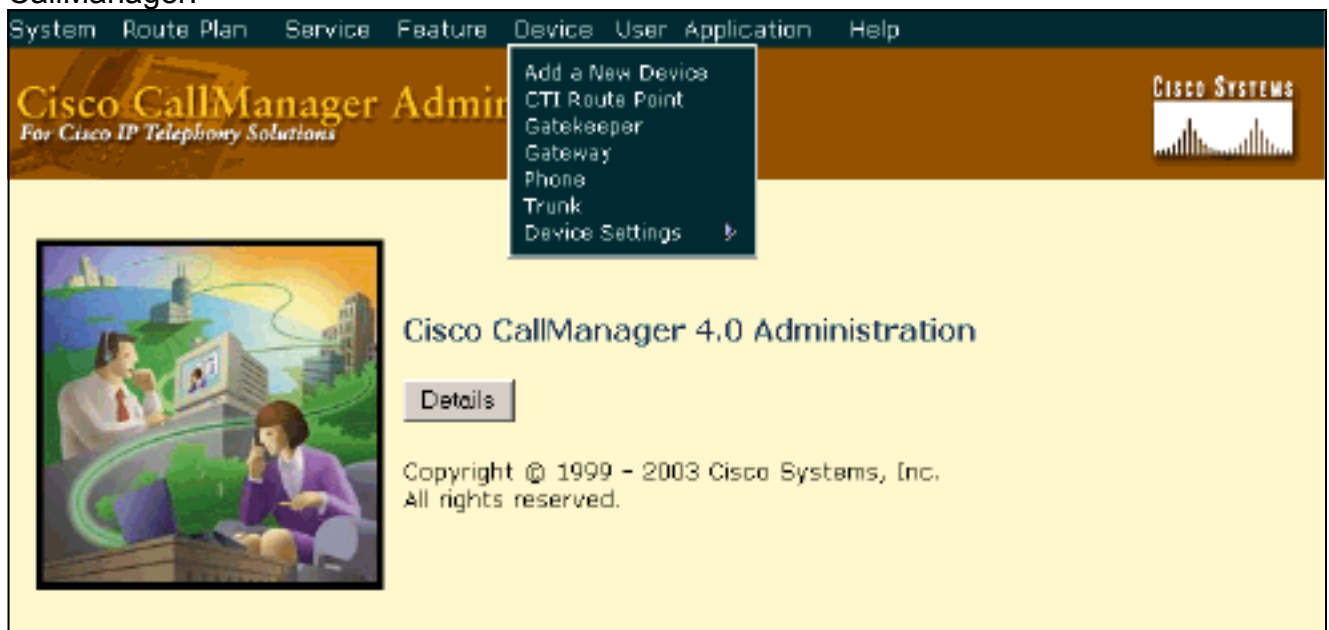 CallManager.
System Route Plan Service Feature Device User Application Help
Cisco CallManager Admin
For Cisco IP Telephony Solutions
Add a New Device
CTI Route Point
Gatekeeper
Gateway
Phone
Trunk
Device Settings
CISCO SYSTEMS
Cisco CallManager 4.0 Administration
Details
Copyright © 1999 - 2003 Cisco Systems, Inc.
All rights reserved.